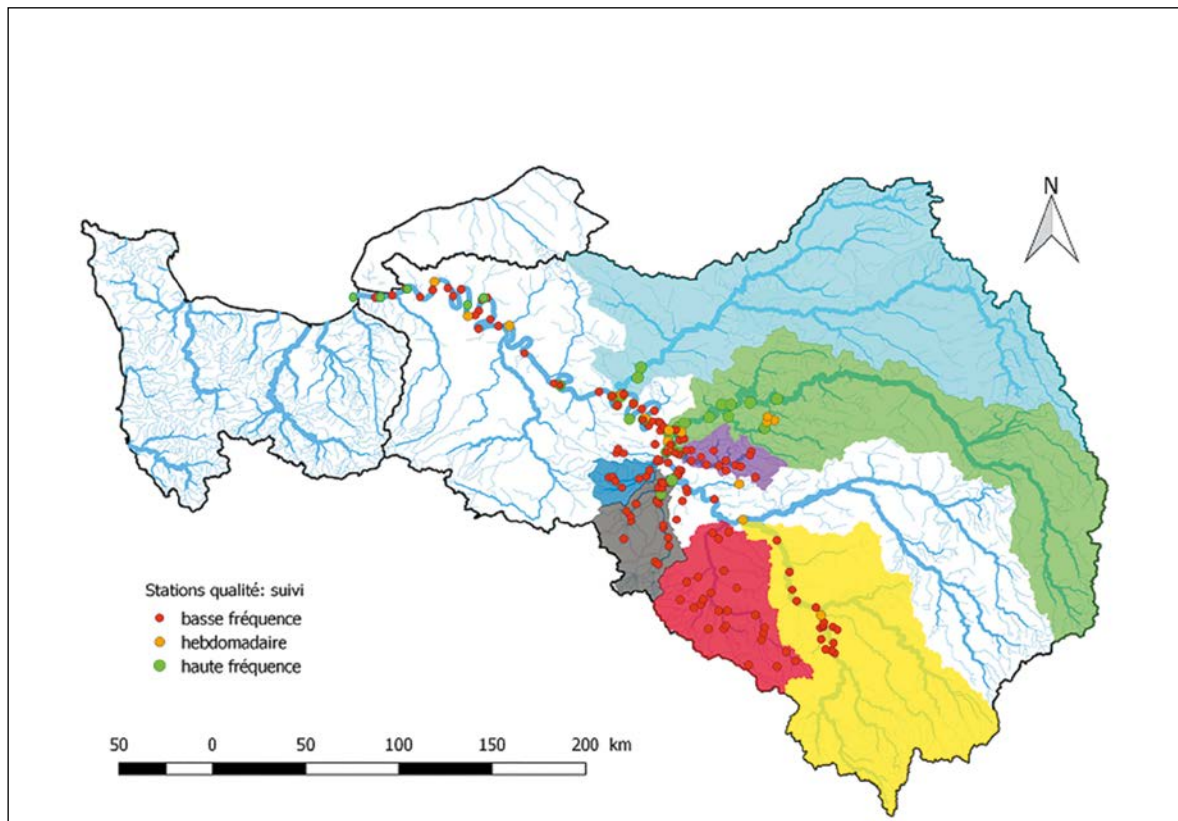 N
Stations qualité: suivi
basse fréquence
hebdomadaire
haute fréquence
50 0 50 100 150 200 km